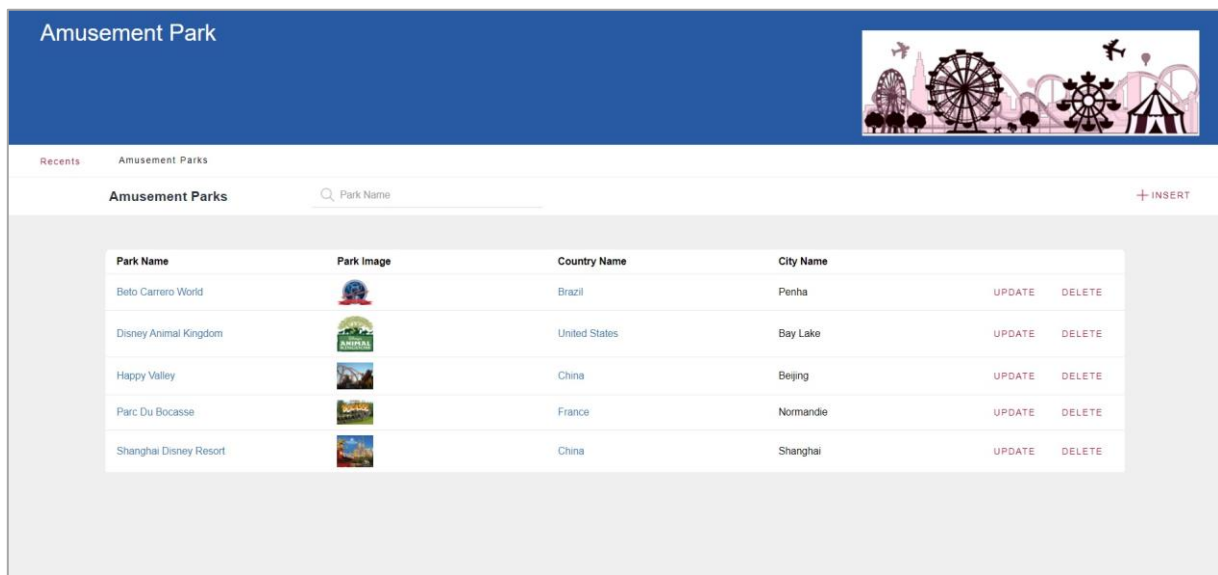 Amusement Park
Recents Amusement Parks
Amusement Parks Park Name INSERT
Park Name Park Image Country Name City Name
Beto Carrero World Brazil Penha UPDATE DELETE
Disney Animal Kingdom ANIMAL United States Bay Lake UPDATE DELETE
Happy Valley China Beijing UPDATE DELETE
Parc Du Bocasse France Normandie UPDATE DELETE
Shanghai Disney Resort China Shanghai UPDATE DELETE